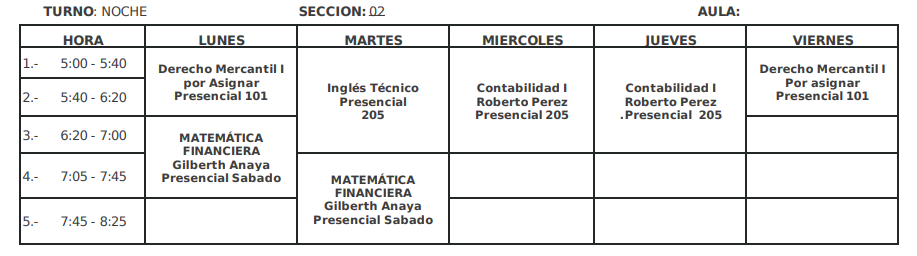 TURNO: NOCHE SECCION: 02 AULA:
HORA LUNES MARTES MIERCOLES JUEVES VIERNES
1.- 5:00 - 5:40
2.- 5:40 - 6:20
3.- 6:20 - 7:00
4.- 7:05 - 7:45
5.- 7:45 - 8:25
Derecho Mercantil I
por Asignar
Presencial 101
MATEMÁTICA
FINANCIERA
Gilberth Anaya
Presencial Sabado
Inglés Técnico
Presencial
205
MATEMÁTICA
FINANCIERA
Gilberth Anaya
Presencial Sabado
Contabilidad I
Roberto Perez
Presencial 205
Contabilidad I
Roberto Perez
.Presencial 205
Derecho Mercantil I
Por asignar
Presencial 101